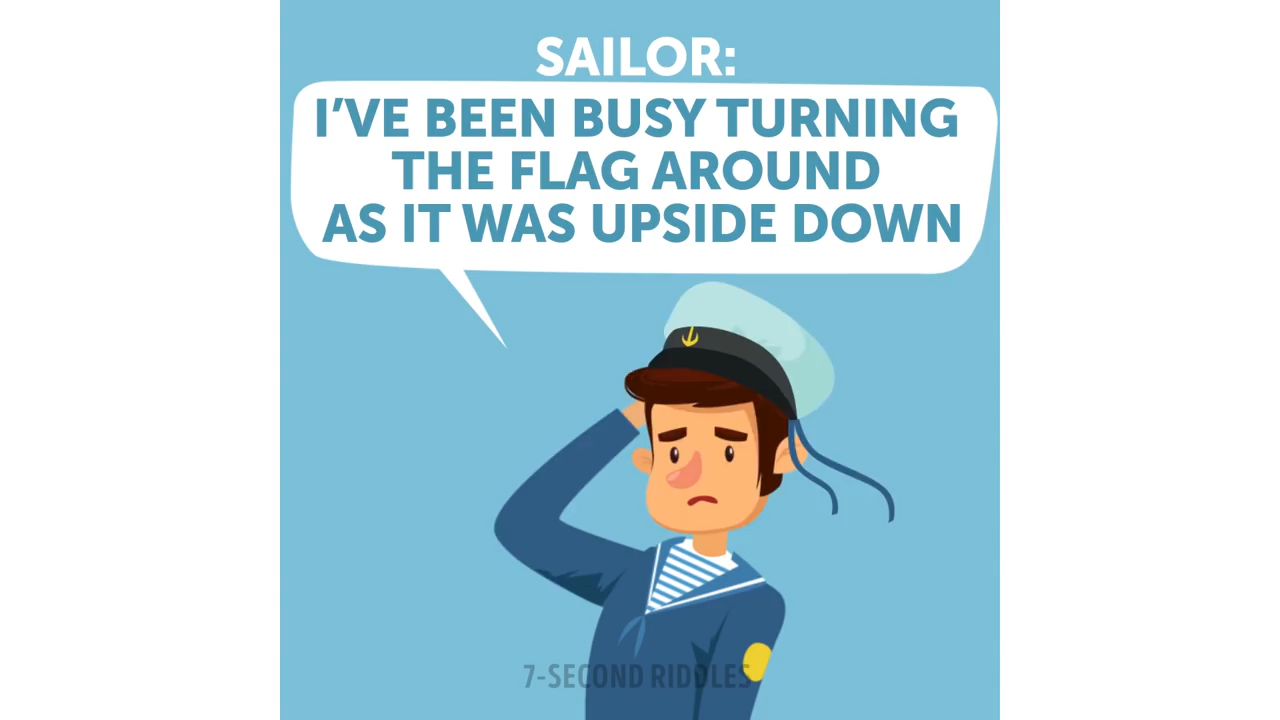 SAILOR:
I'VE BEEN BUSY TURNING
THE FLAG AROUND
AS IT WAS UPSIDE DOWN
7-SECOND RIDDLES